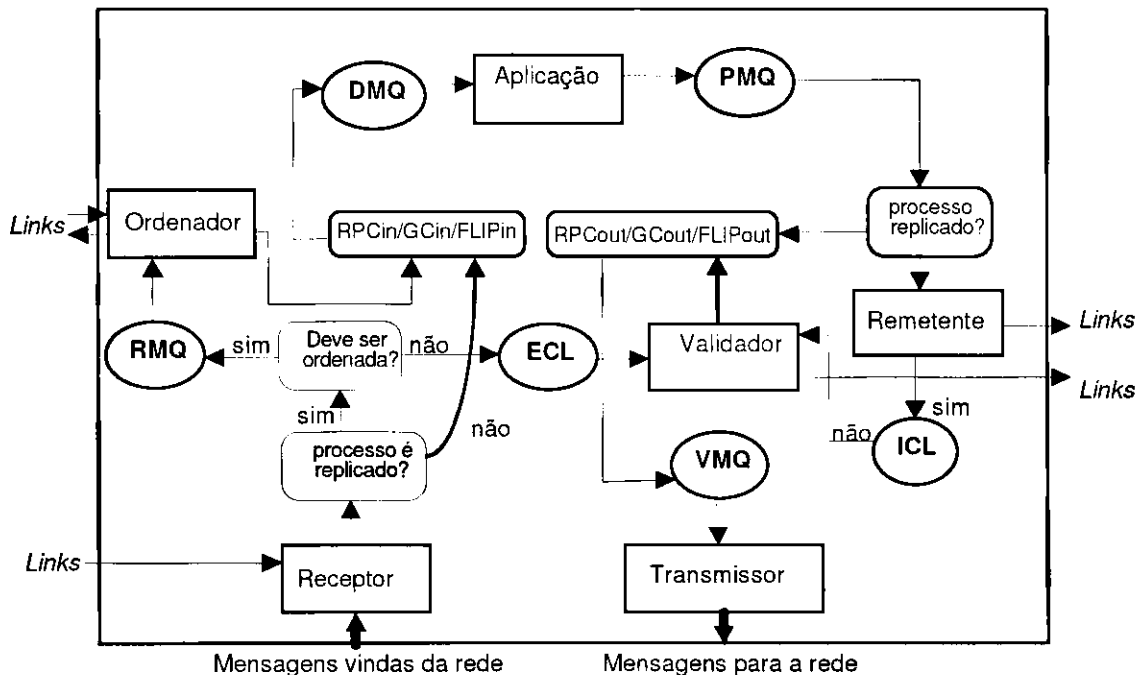 DMQ
Aplicação
PMQ
Links
Ordenador
RPCin/GCin/FLIPin
RPCout/GCout/FLIPout
processo
replicado?
RMQ
sim
Deve ser
ordenada?
não
ECL
Validador
Remetente
Links
Links
sim
processo é
replicado?
não
VMQ
não
sim
ICL
Links
Receptor
Transmissor
Mensagens vindas da rede
Mensagens para a rede